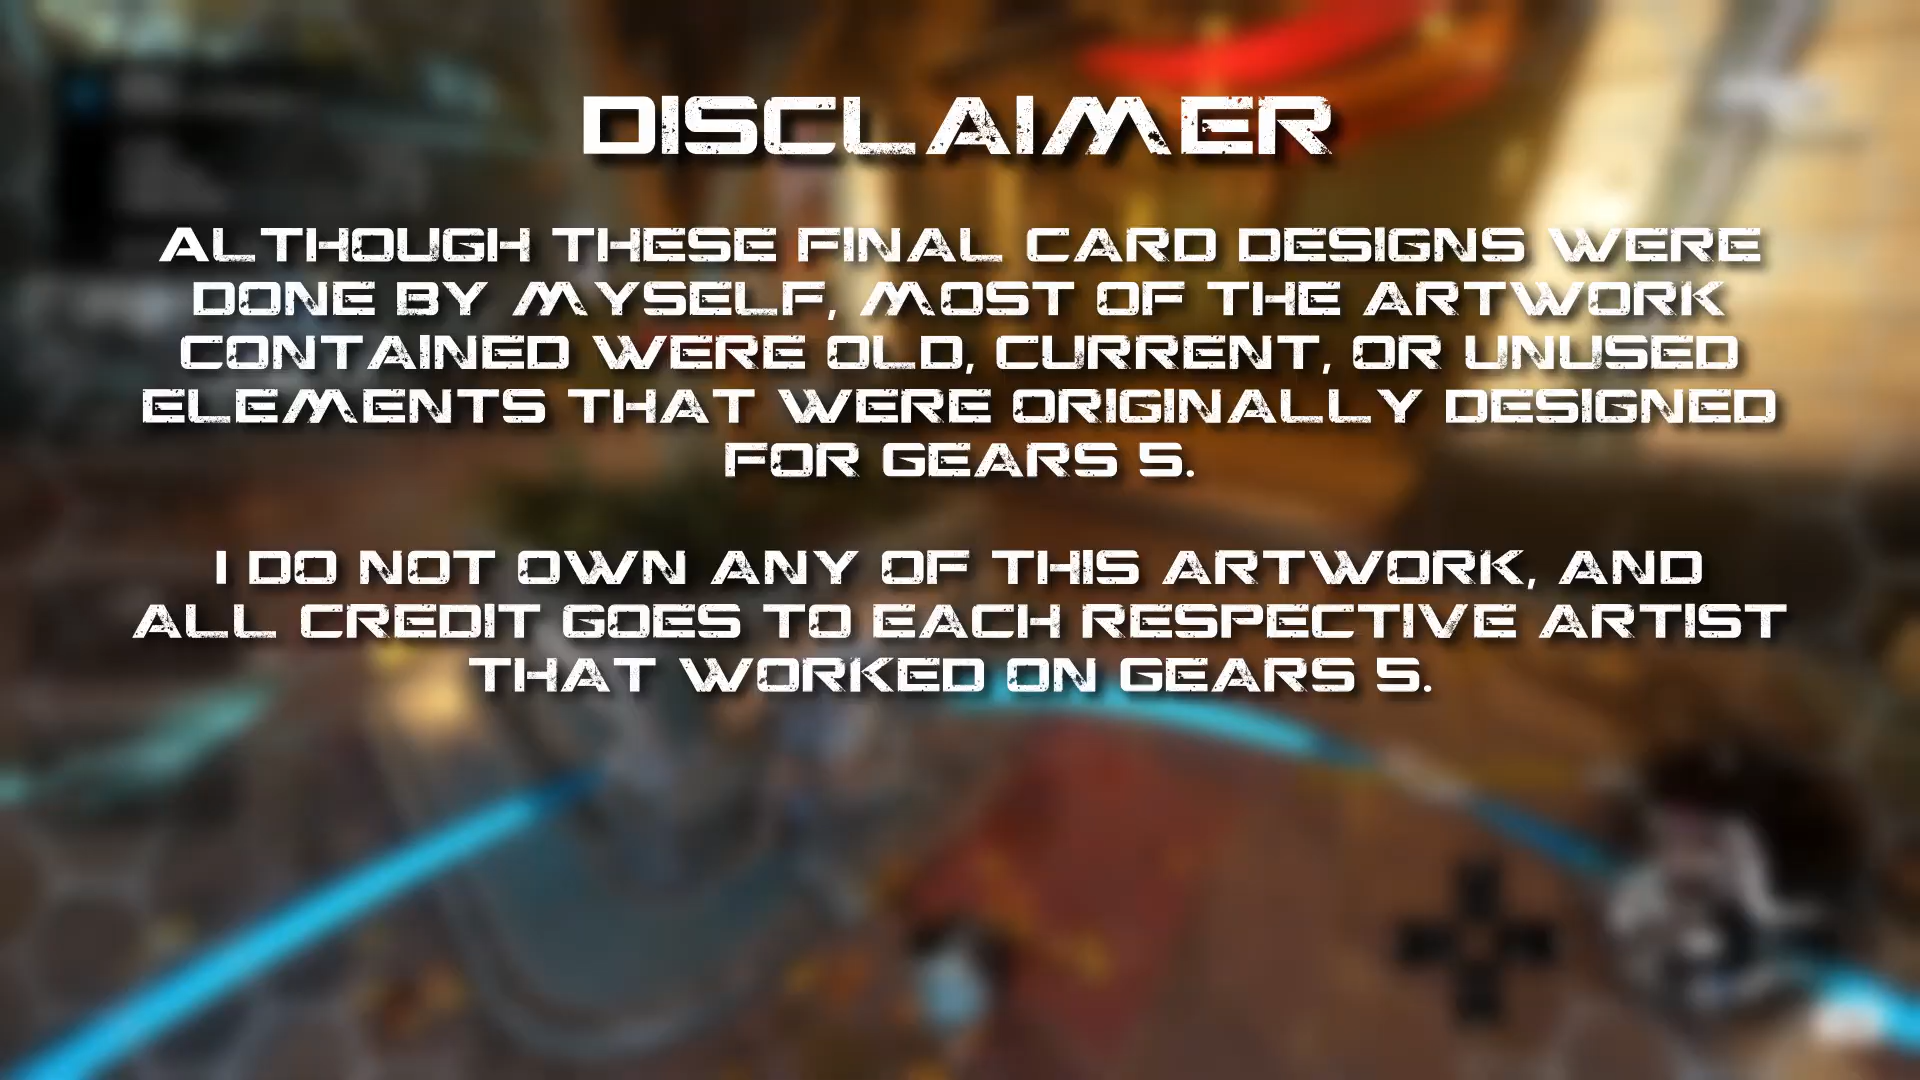 DISCLAIMER
ALTHOUGH THESE FINAL CARD DESIGNS WERE
DONE BY MYSELF, MOST OF THE ARTWORK
CONTAINED WERE OLD, CURRENT, OR UNUSED
ELEMENTS THAT WERE ORIGINALLY DESIGNED
FOR GEARS 5.
I DO NOT OWN ANY OF THIS ARTWORK, AND
ALL CREDIT GOES TO EACH RESPECTIVE ARTIST
THAT WORKED ON GEARS 5.